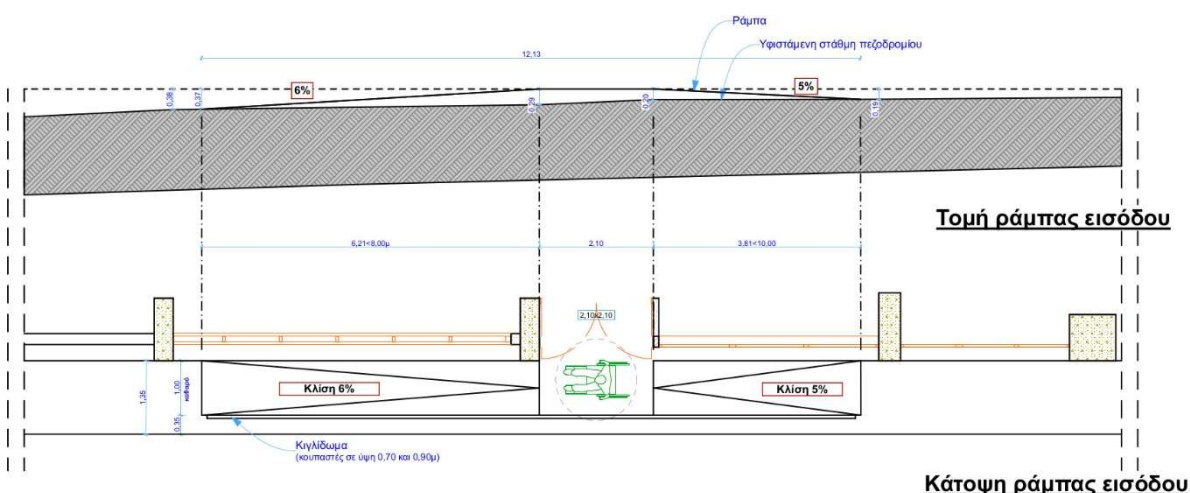 Ράμπα
Υφιστάμενη στάθμη πεζοδρομίου
12,13
6%
5%
0,38
0,37
0,29
0,20
0,19
Τομή ράμπας εισόδου
6,21<8,00μ
2,10
3,81<10,00
2,10x2,10
1,35
1,00
καθαρό
0,35
Κλίση 6%
Κλίση 5%
Κιγλίδωμα
(κουπαστές σε ύψη 0,70 και 0,90μ)
Κάτοψη ράμπας εισόδου